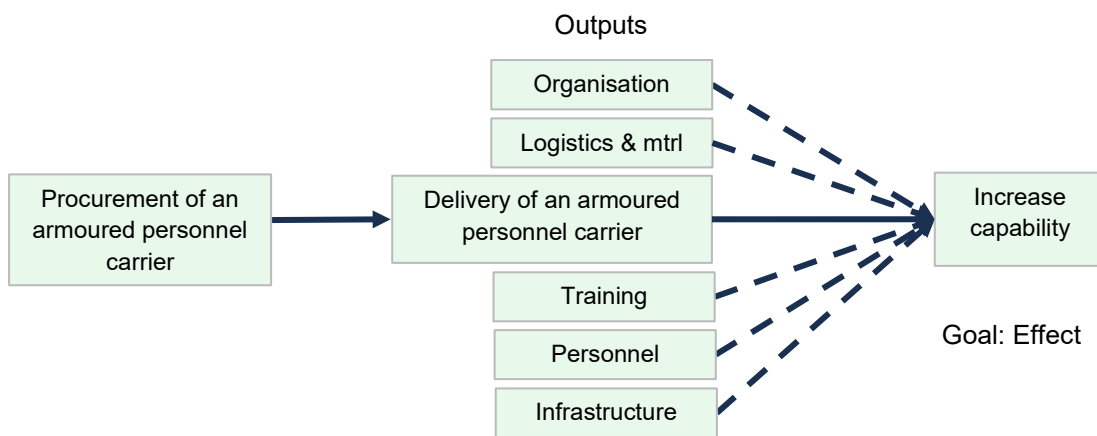 Outputs
Organisation
Logistics & mtrl
Procurement of an
armoured personnel
carrier
Delivery of an armoured
personnel carrier
Increase
capability
Training
Personnel
Infrastructure
Goal: Effect